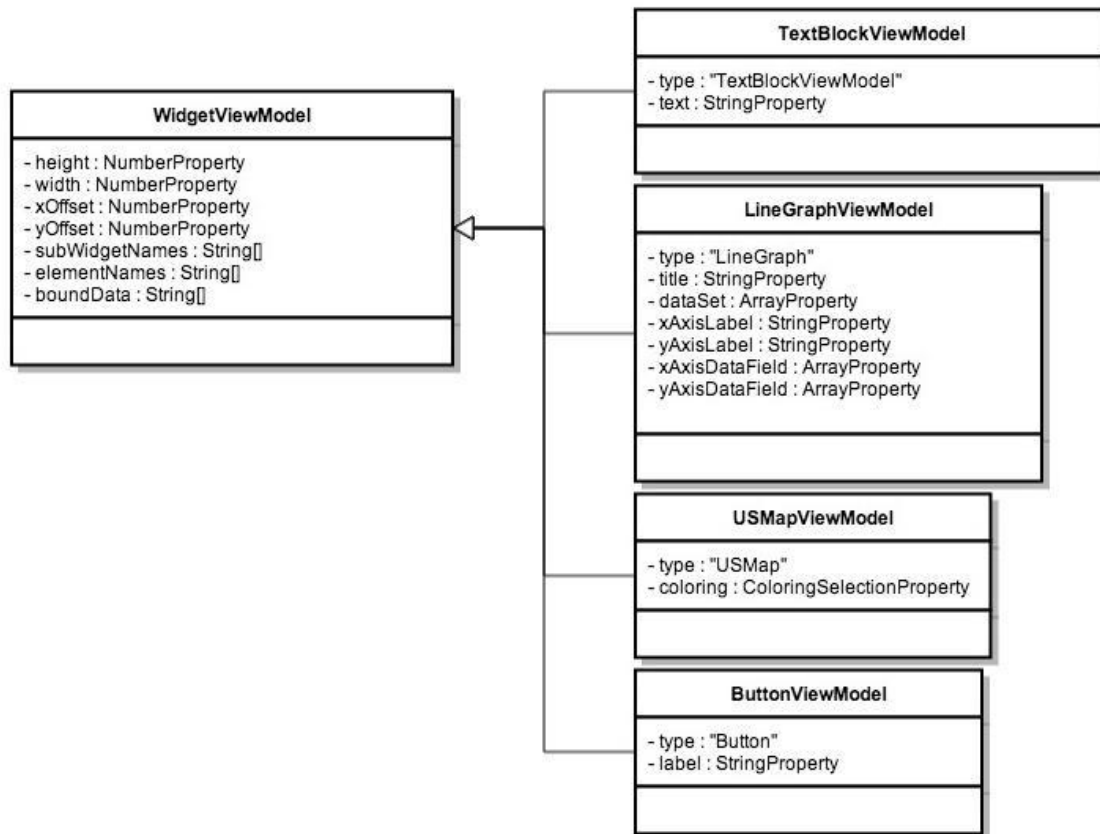 WidgetViewModel
- height : NumberProperty
- width : NumberProperty
- xOffset : NumberProperty
- yOffset : NumberProperty
- subWidgetNames : String[]
- elementNames : String[]
- boundData : String[]
TextBlockViewModel
- type : "TextBlockViewModel"
- text : StringProperty
LineGraphViewModel
- type : "LineGraph"
- title : StringProperty
- dataSet : ArrayProperty
- xAxisLabel : StringProperty
- yAxisLabel : StringProperty
- xAxisDataField : ArrayProperty
- yAxisDataField : ArrayProperty
USMapViewModel
- type : "USMap"
- coloring : ColoringSelectionProperty
ButtonViewModel
- type : "Button"
- label : StringProperty